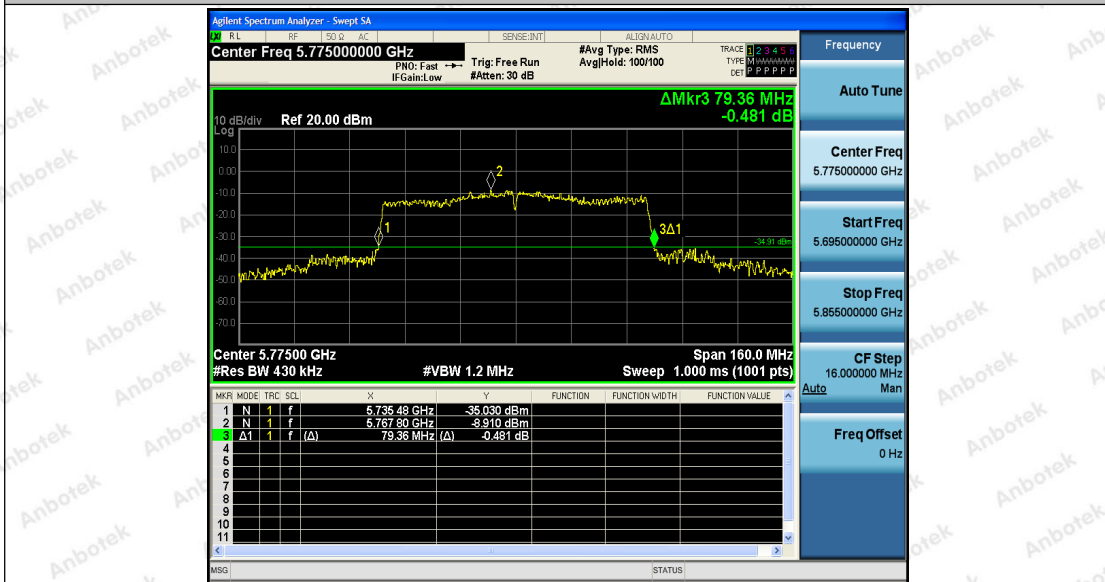 Agilent Spectrum Analyzer - Swept SA
LXI RL RF 50 Ω AC SENSE:INT ALIGNAUTO
Center Freq 5.775000000 GHz
PNO: Fast
IFGain:Low
Trig: Free Run
#Atten: 30 dB
#Avg Type: RMS
Avg|Hold: 100/100
TRACE 1 2 3 4 5 6
TYPE M
DET P P P P P P
ΔMkr3 79.36 MHz
-0.481 dB
10 dB/div Ref 20.00 dBm
Log
10.0
0.00
-10.0
-20.0
-30.0
-40.0
-50.0
-60.0
-70.0
1
2
3Δ1
-34.91 dBm
Center 5.77500 GHz Span 160.0 MHz
#Res BW 430 kHz #VBW 1.2 MHz Sweep 1.000 ms (1001 pts)
MKR MODE TRC SCL X Y FUNCTION FUNCTION WIDTH FUNCTION VALUE
1 N 1 f 5.735 48 GHz -35.030 dBm
2 N 1 f 5.767 80 GHz -8.910 dBm
3 Δ1 1 f (Δ) 79.36 MHz (Δ) -0.481 dB
4
5
6
7
8
9
10
11
MSG STATUS
Frequency
Auto Tune
Center Freq
5.775000000 GHz
Start Freq
5.695000000 GHz
Stop Freq
5.855000000 GHz
CF Step
16.000000 MHz
Auto Man
Freq Offset
0 Hz
Anbotek